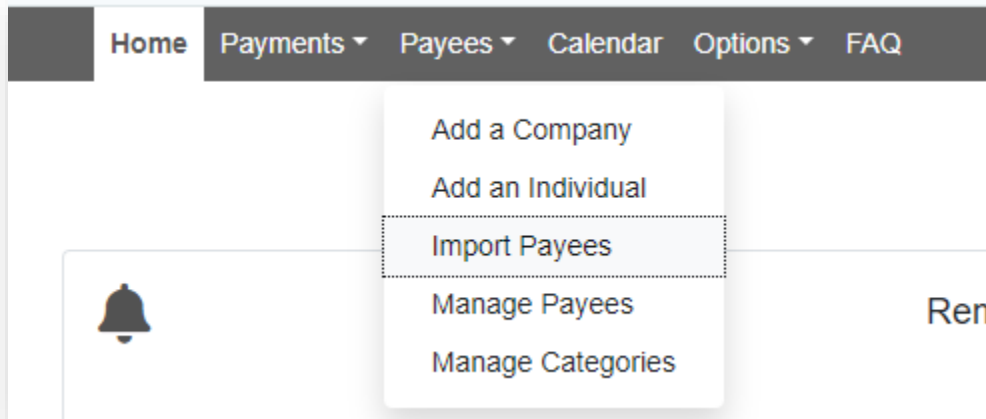 Home Payments Payees Calendar Options FAQ
Add a Company
Add an Individual
Import Payees
Manage Payees
Manage Categories